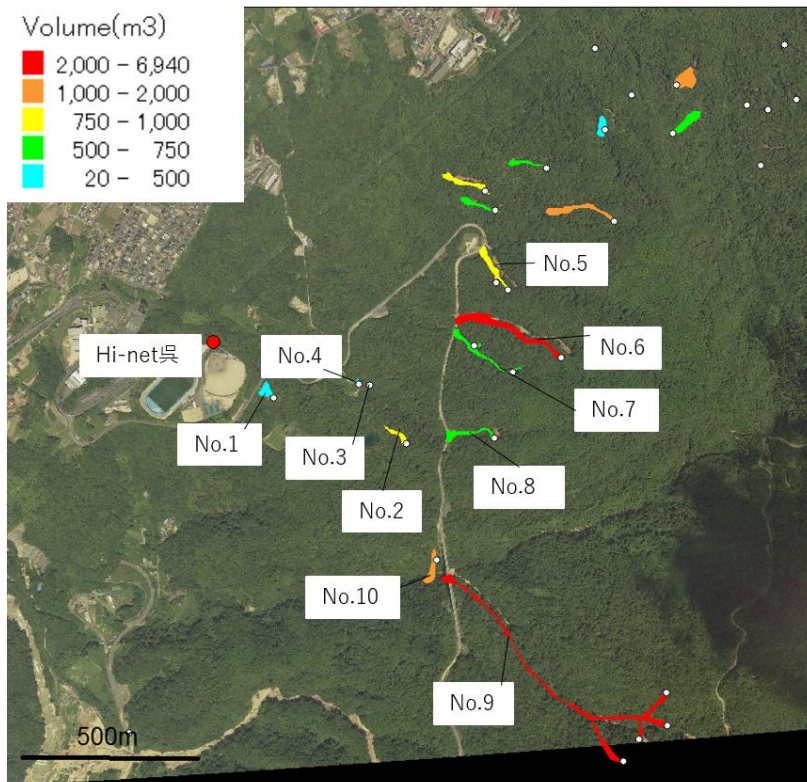 Volume(m3)
2,000 - 6,940
1,000 - 2,000
750 - 1,000
500 - 750
20 - 500
No.5
Hi-net呉
No.4
No.6
No.7
No.1
No.3
No.8
No.2
No.10
No.9
500m